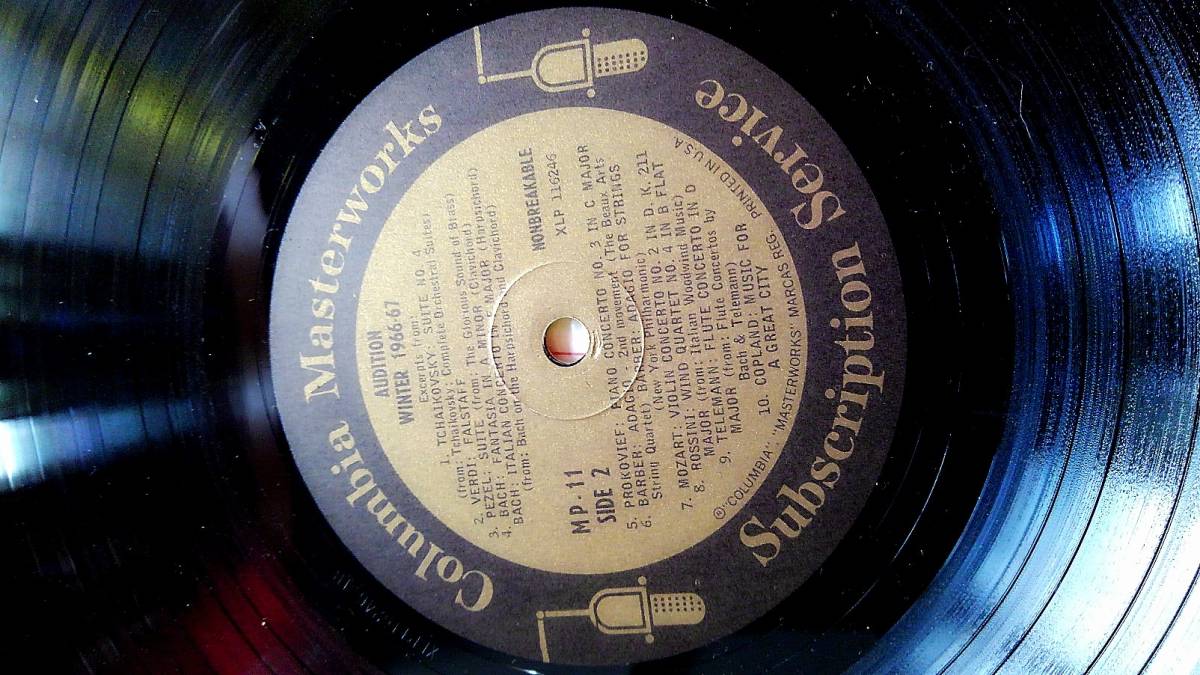 Columbia Masterworks
AUDITION
WINTER 1966-67
Excerpts from:
1. TCHAIKOVSKY: SUITE NO. 4
(from: Tchaikovsky: Complete Orchestral Suites)
2. VERDI: FALSTAFF
3. PEZEL: SUITE (from: The Glorious Sound of Brass)
4. BACH: FANTASIA IN A MINOR (Clavichord)
BACH: ITALIAN CONCERTO IN MAJOR (Harpsichord)
(from: Bach on the Harpsichord and Clavichord)
MP-11
SIDE 2
NONBREAKABLE
XLP 116246
5. PROKOVIEF: PIANO CONCERTO NO. 3 IN C MAJOR
6. BARBER: ADAGIO - 2nd movement (The Beaux Arts
String Quartet) BARBER: ADAGIO FOR STRINGS
(New York Philharmonic)
7. MOZART: VIOLIN CONCERTO NO. 2 IN D. K. 211
8. ROSSINI: WIND QUARTET NO. 4 IN B FLAT
MAJOR (from: Italian Woodwind Music)
9. TELEMANN: FLUTE CONCERTO IN D
MAJOR (from: Flute Concertos by
Bach & Telemann)
10. COPLAND: MUSIC FOR
A GREAT CITY
Ⓡ "COLUMBIA" "MASTERWORKS" MARCAS REG. PRINTED IN U.S.A.
Subscription Service